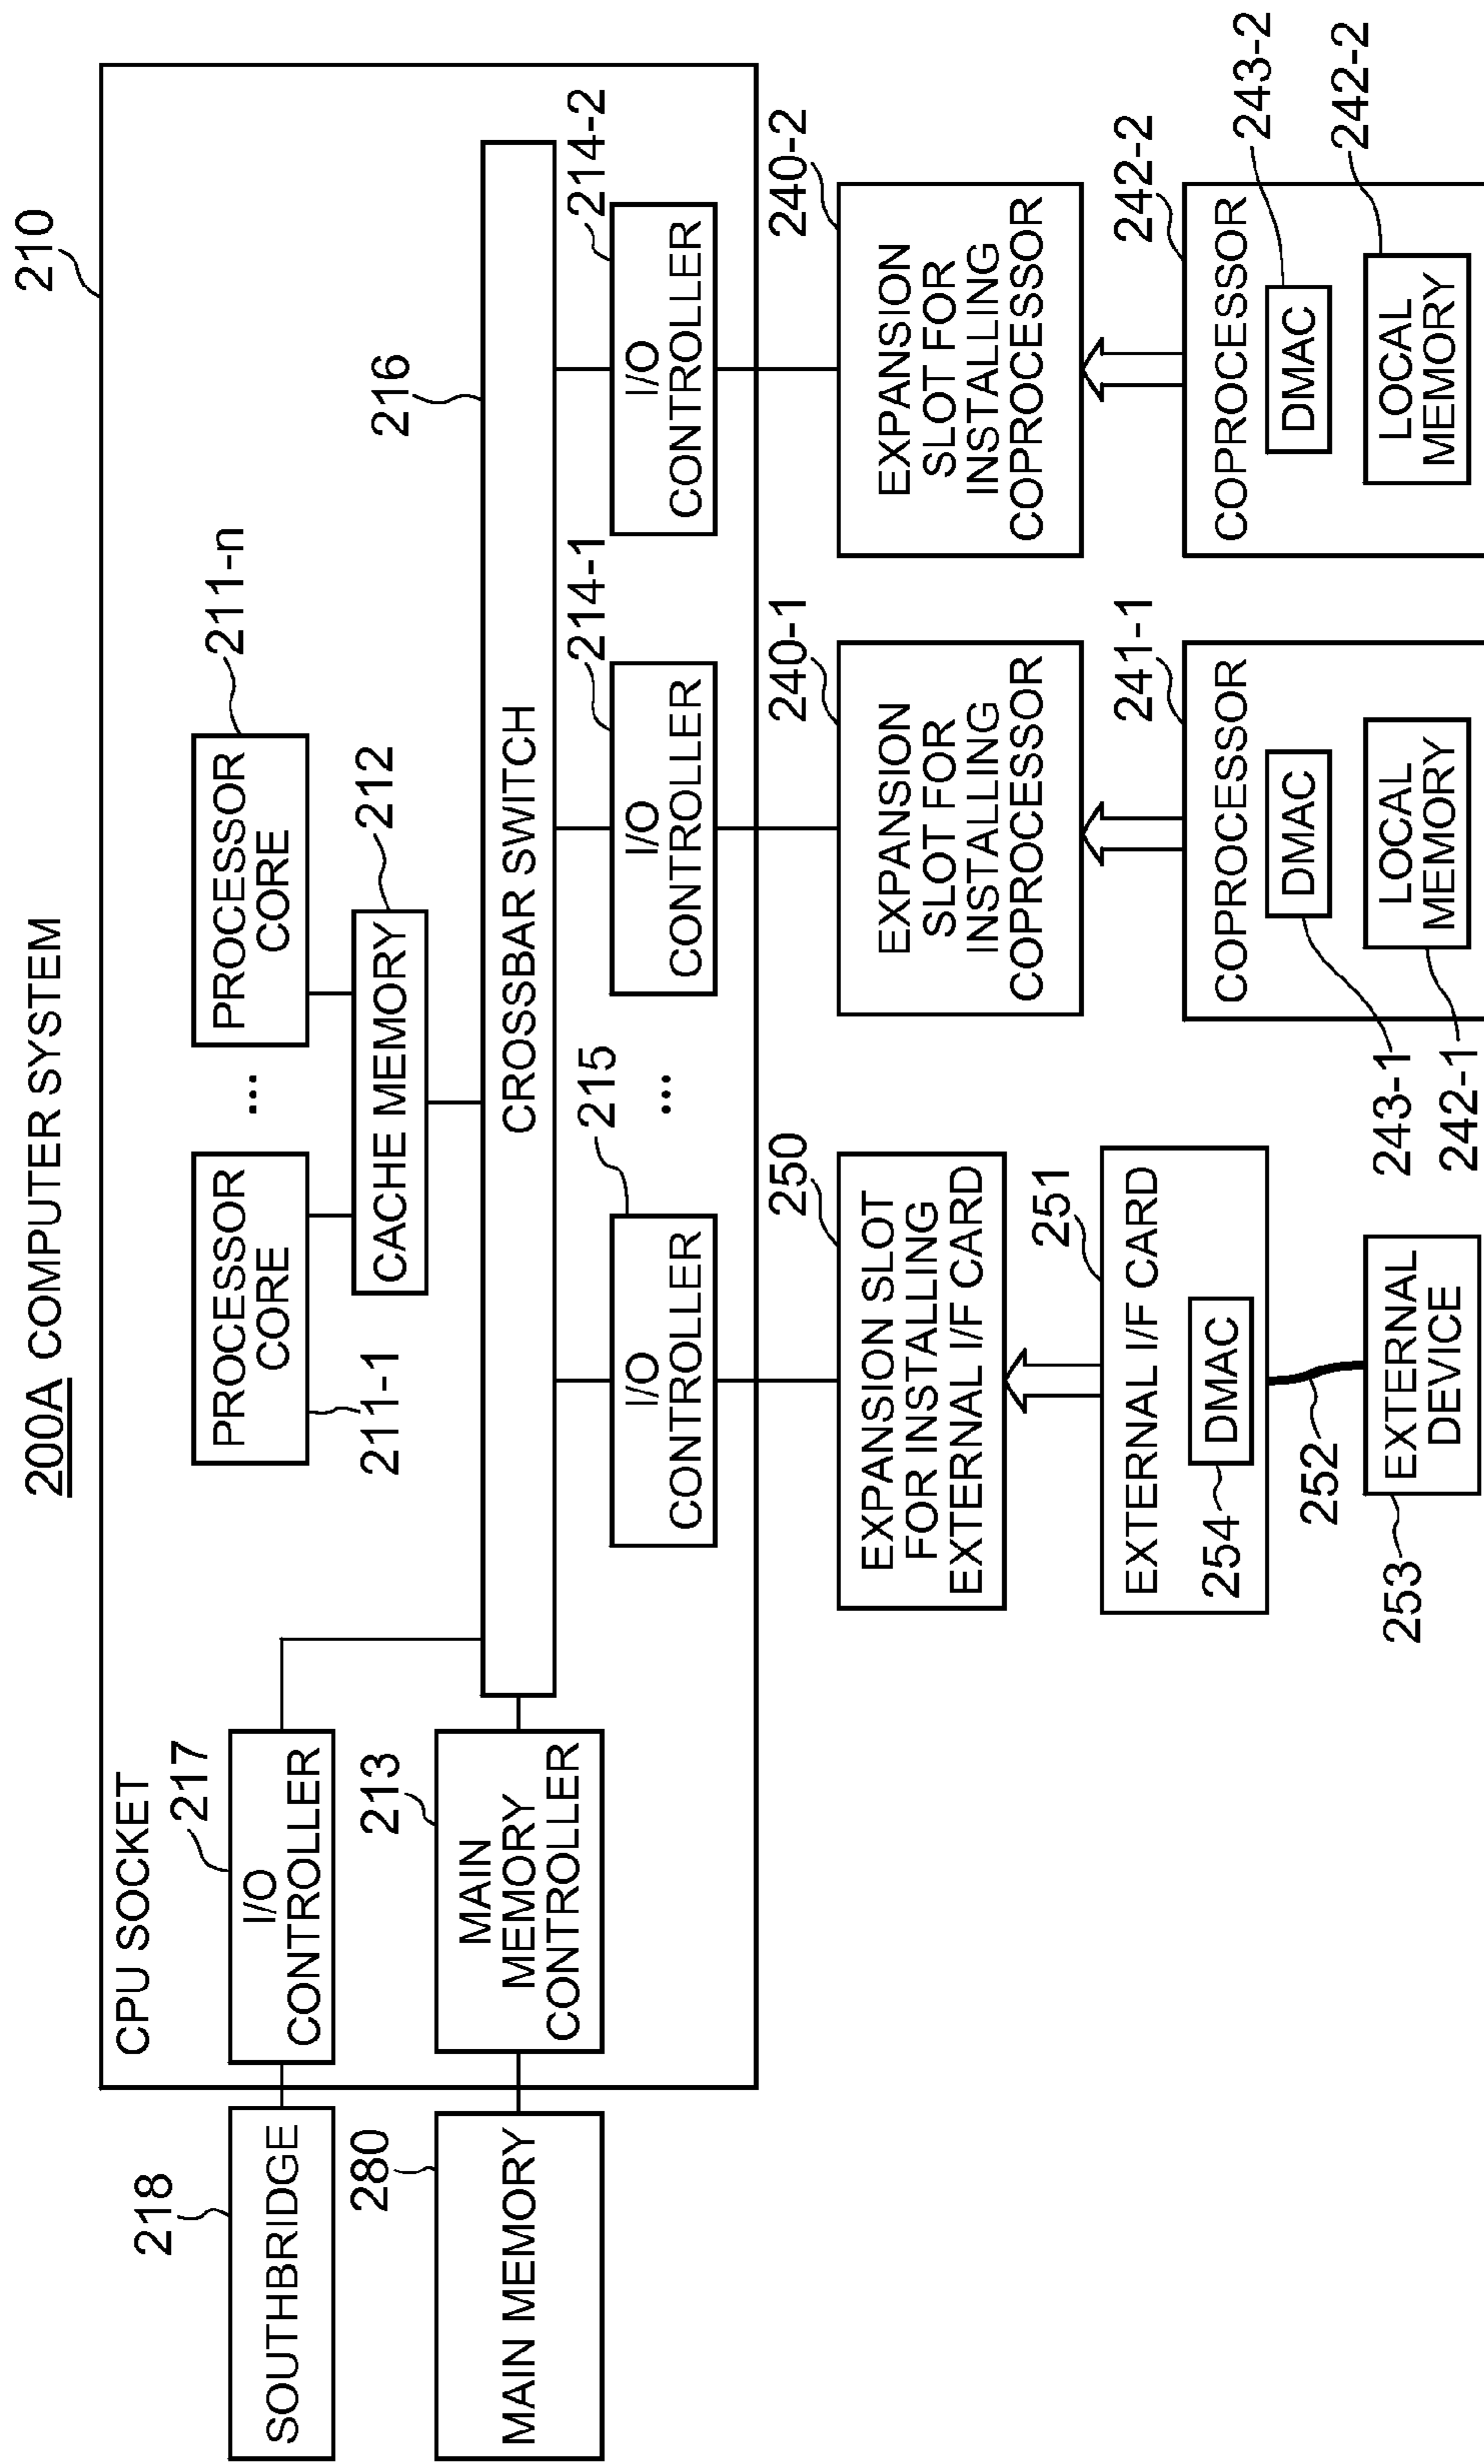 200A COMPUTER SYSTEM
210
CPU SOCKET
217
I/O
CONTROLLER
218
SOUTHBRIDGE
213
MAIN
MEMORY
CONTROLLER
280
MAIN MEMORY
PROCESSOR
CORE
211-1
...
PROCESSOR
CORE
211-n
CACHE MEMORY
212
216
CROSSBAR SWITCH
215
I/O
CONTROLLER
...
214-1
I/O
CONTROLLER
214-2
I/O
CONTROLLER
250
EXPANSION SLOT
FOR INSTALLING
EXTERNAL I/F CARD
240-1
EXPANSION
SLOT FOR
INSTALLING
COPROCESSOR
240-2
EXPANSION
SLOT FOR
INSTALLING
COPROCESSOR
251
EXTERNAL I/F CARD
DMAC
254
252
EXTERNAL
DEVICE
253
241-1
COPROCESSOR
DMAC
243-1
LOCAL
MEMORY
242-1
242-2
COPROCESSOR
DMAC
243-2
LOCAL
MEMORY
242-2